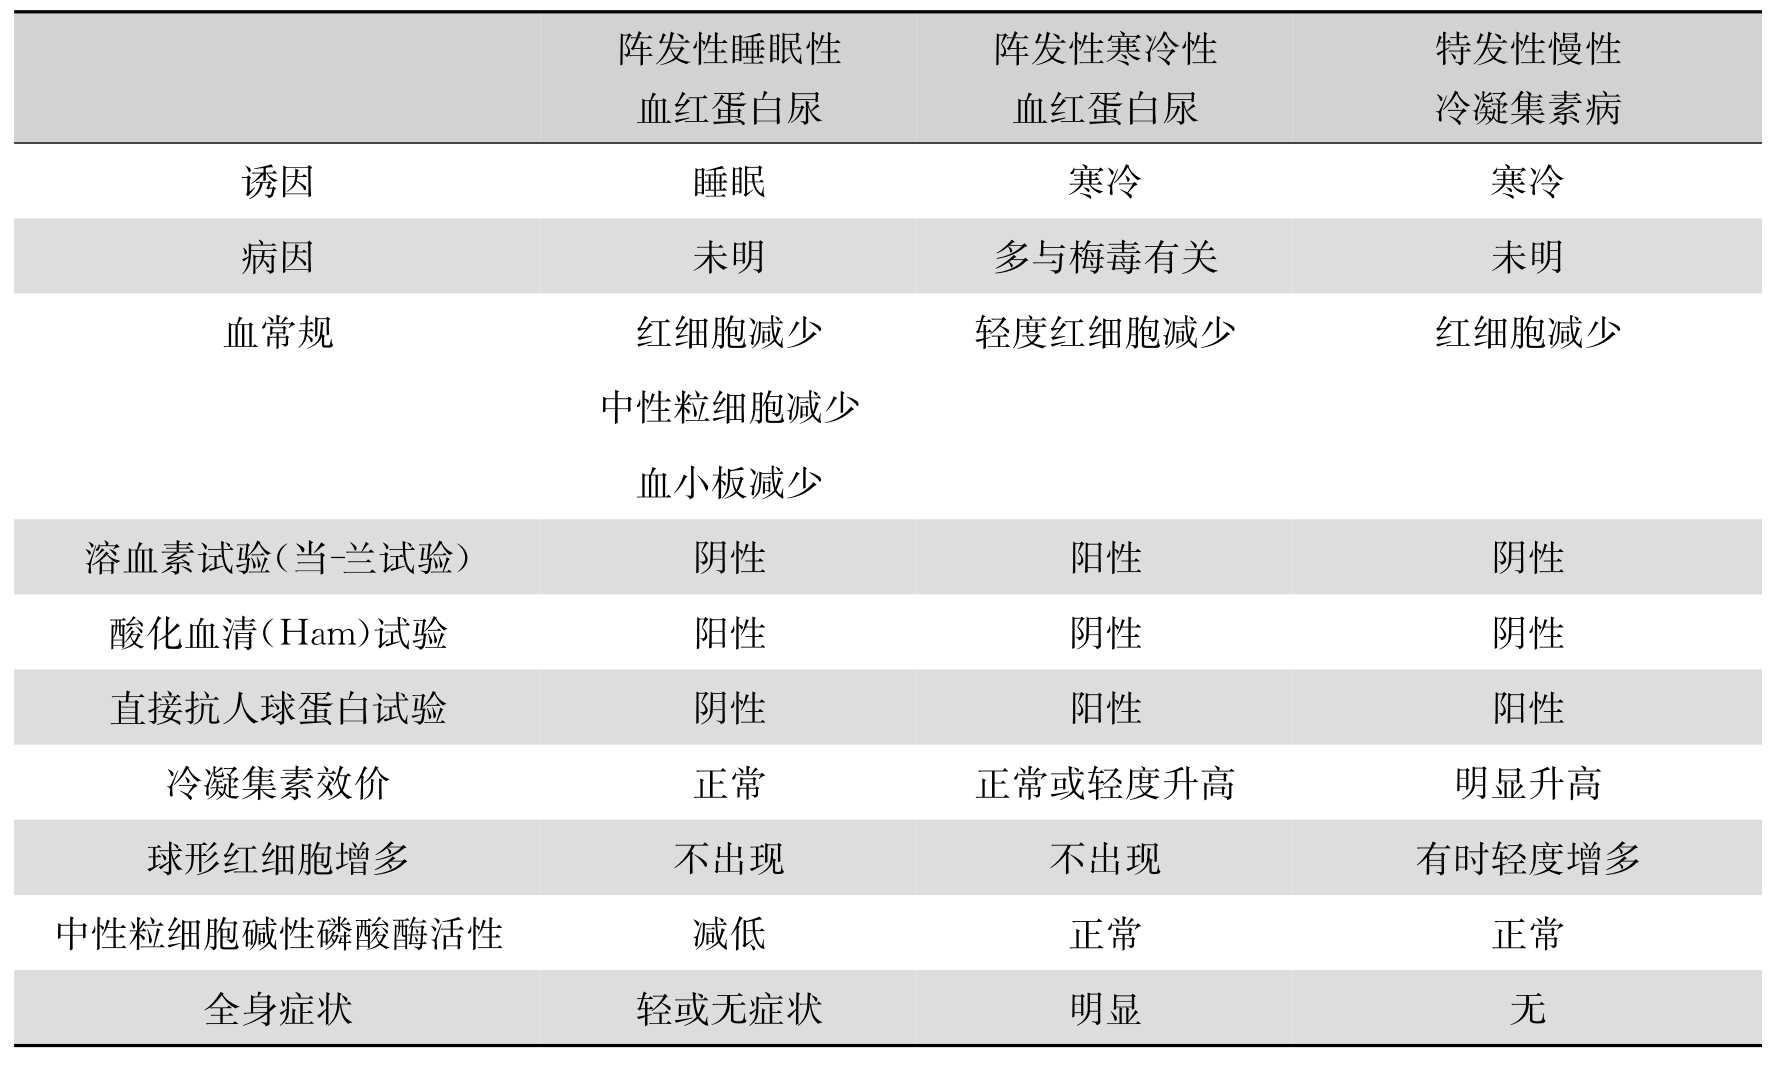 阵发性睡眠性 阵发性寒冷性 特发性慢性
血红蛋白尿 血红蛋白尿 冷凝集素病
诱因 睡眠 寒冷 寒冷
病因 未明 多与梅毒有关 未明
血常规 红细胞减少 轻度红细胞减少 红细胞减少
中性粒细胞减少
血小板减少
溶血素试验(当-兰试验) 阴性 阳性 阴性
酸化血清(Ham)试验 阳性 阴性 阴性
直接抗人球蛋白试验 阴性 阳性 阳性
冷凝集素效价 正常 正常或轻度升高 明显升高
球形红细胞增多 不出现 不出现 有时轻度增多
中性粒细胞碱性磷酸酶活性 减低 正常 正常
全身症状 轻或无症状 明显 无